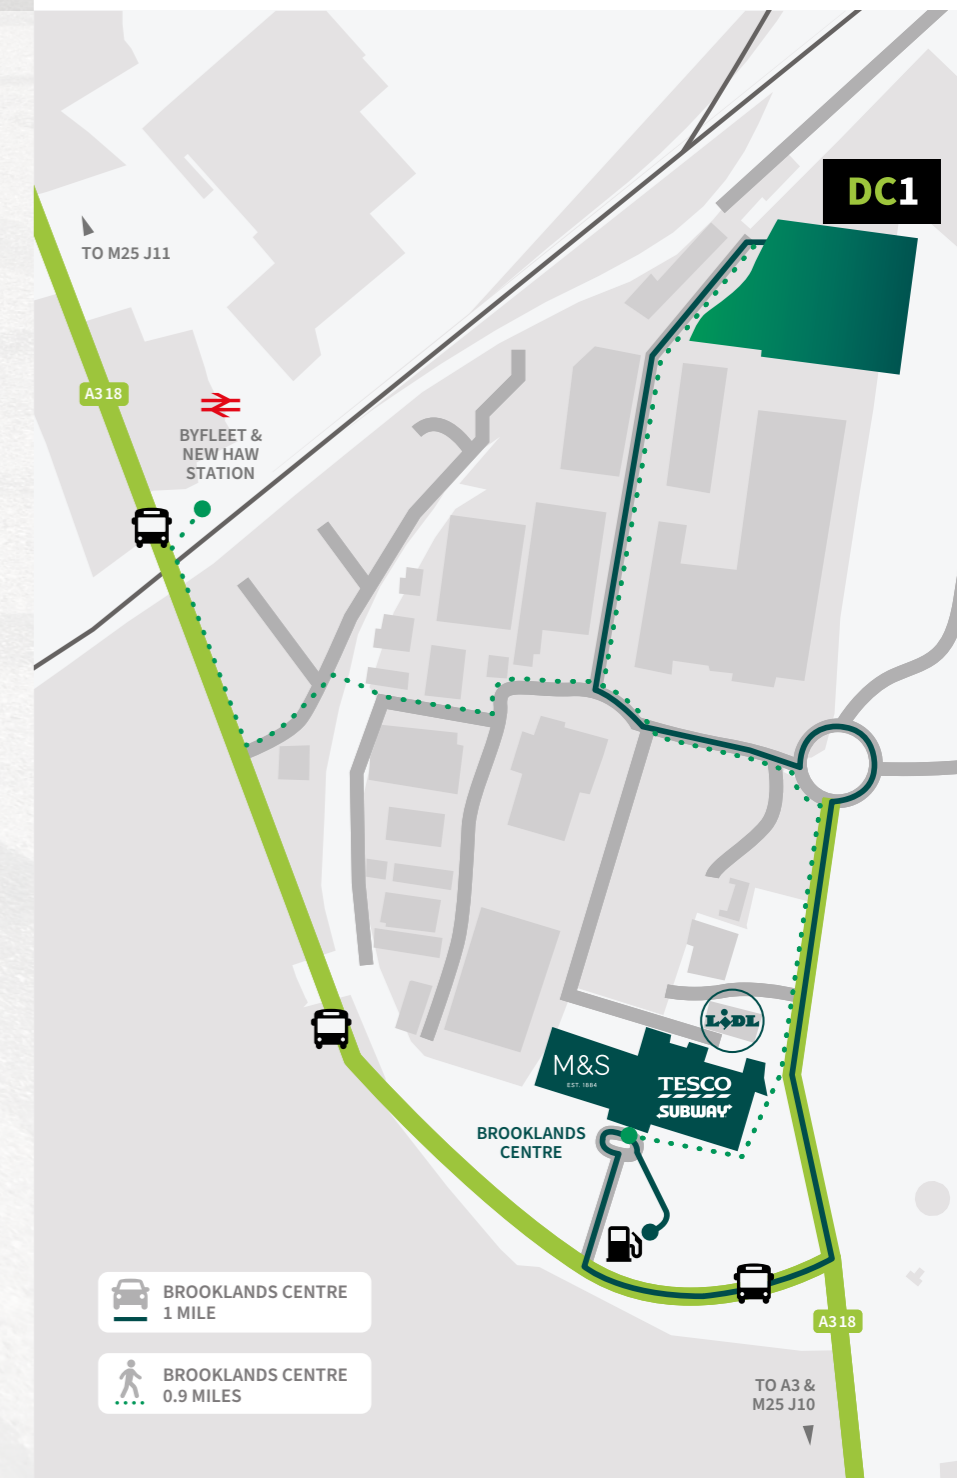 DC1
TO M25 J11
A318
BYFLEET &
NEW HAW
STATION
LiDL
M&S
EST. 1884
TESCO
SUBWAY
BROOKLANDS
CENTRE
BROOKLANDS CENTRE
1 MILE
A318
BROOKLANDS CENTRE
0.9 MILES
TO A3 &
M25 J10